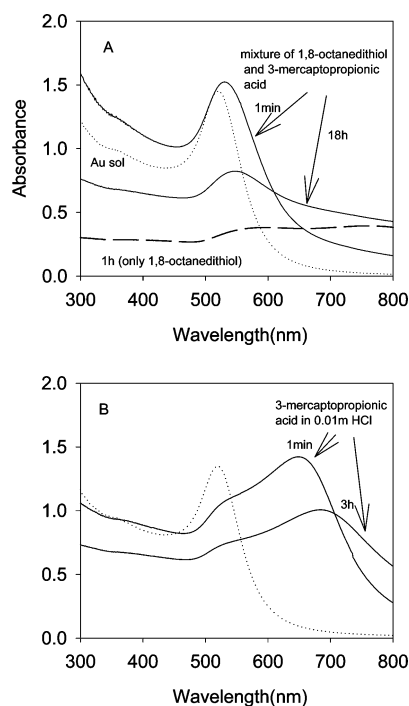 A
mixture of 1,8-octanedithiol
and 3-mercaptopropionic
acid
1min
18h
Au sol
1h (only 1,8-octanedithiol)
Absorbance
2.0
1.5
1.0
0.5
0.0
300 400 500 600 700 800
Wavelength(nm)
B
3-mercaptopropionic
acid in 0.01m HCl
1min
3h
2.0
1.5
1.0
0.5
0.0
300 400 500 600 700 800
Wavelength(nm)